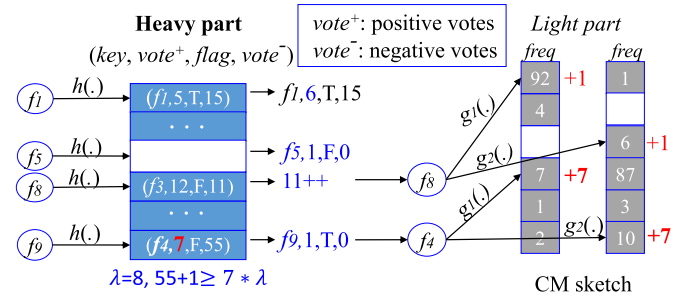 Heavy part
(key, vote⁺, flag, vote⁻)
vote⁺: positive votes
vote⁻: negative votes
Light part
freq freq
f1 h(.) (f1,5,T,15) f1,6,T,15
. . .
f5 h(.) f5,1,F,0
f8 h(.) (f3,12,F,11) 11++ f8
. . .
f9 h(.) (f4,7,F,55) f9,1,T,0 f4
λ=8, 55+1≥ 7 * λ
g1(.) g2(.)
g1(.) g2(.)
92 +1 1
4
6 +1
7 +7 87
1 3
2 10 +7
CM sketch